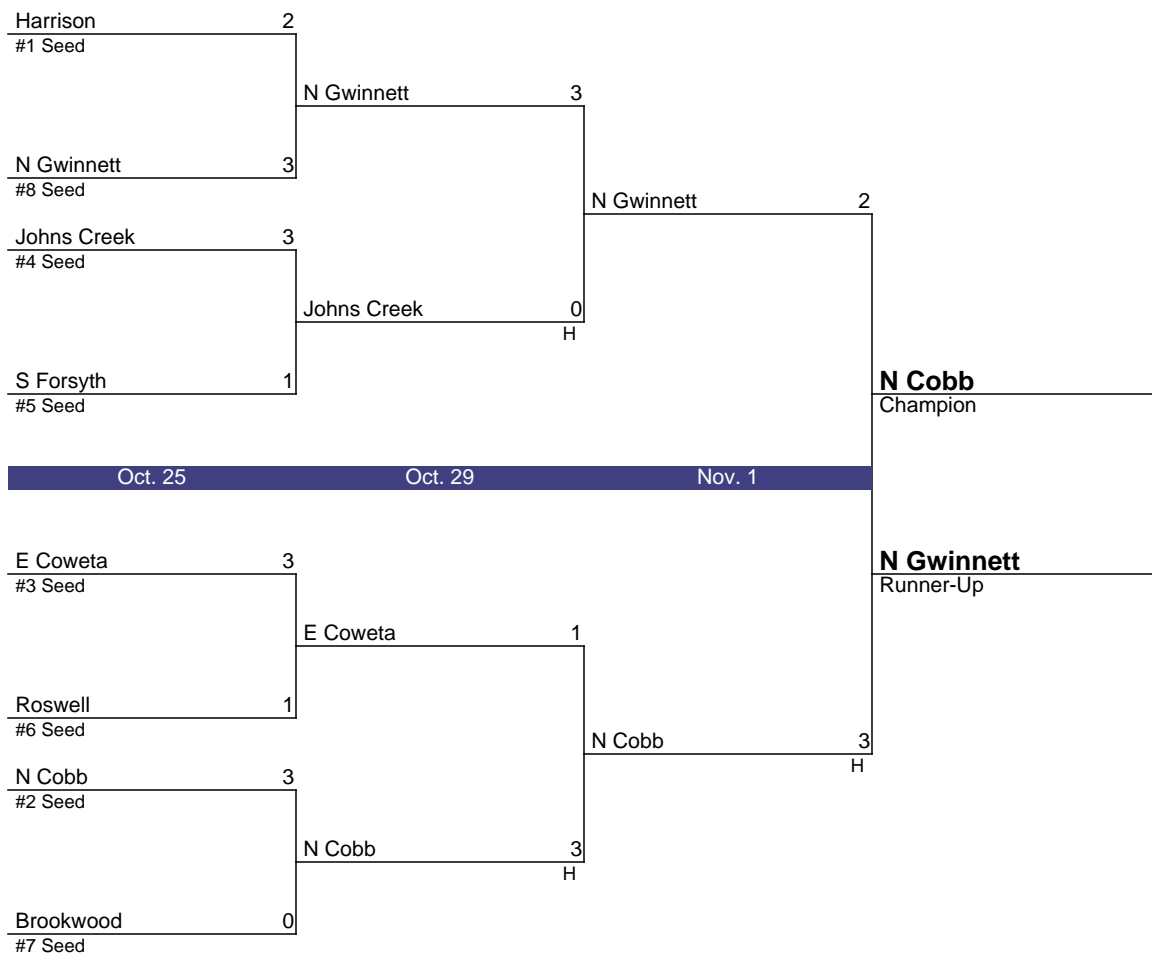 Harrison 2
#1 Seed
N Gwinnett 3
N Gwinnett 3
#8 Seed
N Gwinnett 2
Johns Creek 3
#4 Seed
Johns Creek 0
H
S Forsyth 1
#5 Seed
N Cobb
Champion
Oct. 25 Oct. 29 Nov. 1
E Coweta 3
#3 Seed
N Gwinnett
Runner-Up
E Coweta 1
Roswell 1
#6 Seed
N Cobb 3
H
N Cobb 3
#2 Seed
N Cobb 3
H
Brookwood 0
#7 Seed